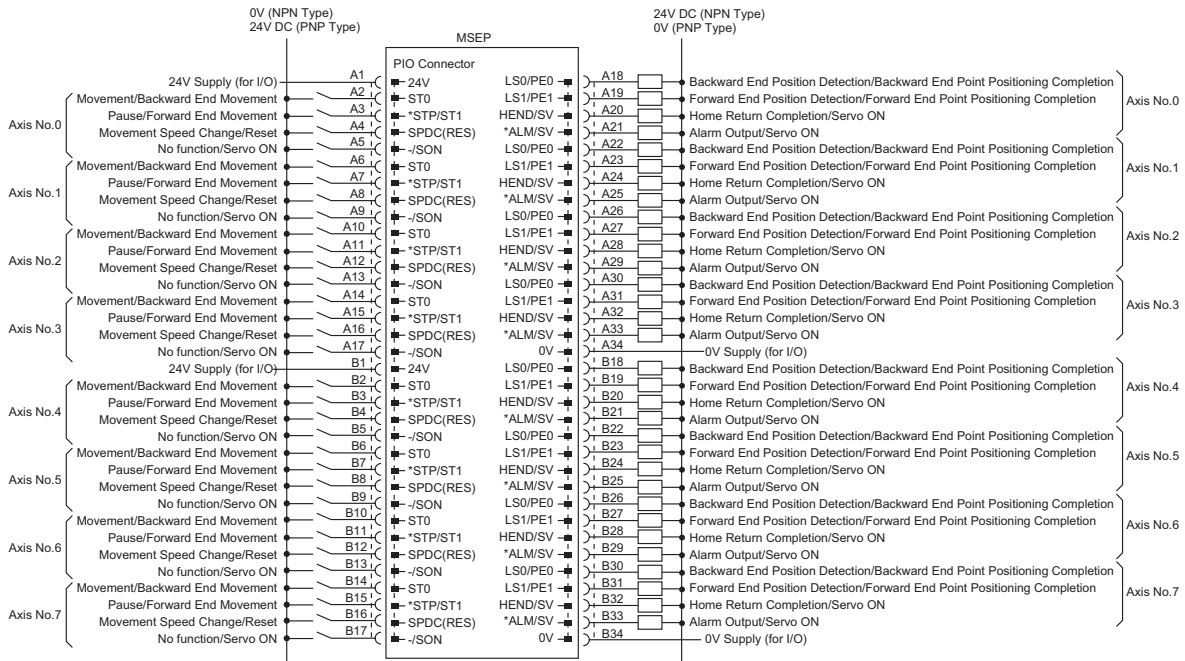 0V (NPN Type)
24V DC (PNP Type)
24V DC (NPN Type)
0V (PNP Type)
MSEP
PIO Connector
24V Supply (for I/O) A1 24V LS0/PE0 A18 Backward End Position Detection/Backward End Point Positioning Completion
Movement/Backward End Movement A2 ST0 LS1/PE1 A19 Forward End Position Detection/Forward End Point Positioning Completion
Axis No.0 Axis No.0
Pause/Forward End Movement A3 *STP/ST1 HEND/SV A20 Home Return Completion/Servo ON
Movement Speed Change/Reset A4 SPDC(RES) *ALM/SV A21 Alarm Output/Servo ON
No function/Servo ON A5 -/SON LS0/PE0 A22 Backward End Position Detection/Backward End Point Positioning Completion
Movement/Backward End Movement A6 ST0 LS1/PE1 A23 Forward End Position Detection/Forward End Point Positioning Completion
Axis No.1 Axis No.1
Pause/Forward End Movement A7 *STP/ST1 HEND/SV A24 Home Return Completion/Servo ON
Movement Speed Change/Reset A8 SPDC(RES) *ALM/SV A25 Alarm Output/Servo ON
No function/Servo ON A9 -/SON LS0/PE0 A26 Backward End Position Detection/Backward End Point Positioning Completion
Movement/Backward End Movement A10 ST0 LS1/PE1 A27 Forward End Position Detection/Forward End Point Positioning Completion
Axis No.2 Axis No.2
Pause/Forward End Movement A11 *STP/ST1 HEND/SV A28 Home Return Completion/Servo ON
Movement Speed Change/Reset A12 SPDC(RES) *ALM/SV A29 Alarm Output/Servo ON
No function/Servo ON A13 -/SON LS0/PE0 A30 Backward End Position Detection/Backward End Point Positioning Completion
Movement/Backward End Movement A14 ST0 LS1/PE1 A31 Forward End Position Detection/Forward End Point Positioning Completion
Axis No.3 Axis No.3
Pause/Forward End Movement A15 *STP/ST1 HEND/SV A32 Home Return Completion/Servo ON
Movement Speed Change/Reset A16 SPDC(RES) *ALM/SV A33 Alarm Output/Servo ON
No function/Servo ON A17 -/SON 0V A34 0V Supply (for I/O)
24V Supply (for I/O) B1 24V LS0/PE0 B18 Backward End Position Detection/Backward End Point Positioning Completion
Movement/Backward End Movement B2 ST0 LS1/PE1 B19 Forward End Position Detection/Forward End Point Positioning Completion
Axis No.4 Axis No.4
Pause/Forward End Movement B3 *STP/ST1 HEND/SV B20 Home Return Completion/Servo ON
Movement Speed Change/Reset B4 SPDC(RES) *ALM/SV B21 Alarm Output/Servo ON
No function/Servo ON B5 -/SON LS0/PE0 B22 Backward End Position Detection/Backward End Point Positioning Completion
Movement/Backward End Movement B6 ST0 LS1/PE1 B23 Forward End Position Detection/Forward End Point Positioning Completion
Axis No.5 Axis No.5
Pause/Forward End Movement B7 *STP/ST1 HEND/SV B24 Home Return Completion/Servo ON
Movement Speed Change/Reset B8 SPDC(RES) *ALM/SV B25 Alarm Output/Servo ON
No function/Servo ON B9 -/SON LS0/PE0 B26 Backward End Position Detection/Backward End Point Positioning Completion
Movement/Backward End Movement B10 ST0 LS1/PE1 B27 Forward End Position Detection/Forward End Point Positioning Completion
Axis No.6 Axis No.6
Pause/Forward End Movement B11 *STP/ST1 HEND/SV B28 Home Return Completion/Servo ON
Movement Speed Change/Reset B12 SPDC(RES) *ALM/SV B29 Alarm Output/Servo ON
No function/Servo ON B13 -/SON LS0/PE0 B30 Backward End Position Detection/Backward End Point Positioning Completion
Movement/Backward End Movement B14 ST0 LS1/PE1 B31 Forward End Position Detection/Forward End Point Positioning Completion
Axis No.7 Axis No.7
Pause/Forward End Movement B15 *STP/ST1 HEND/SV B32 Home Return Completion/Servo ON
Movement Speed Change/Reset B16 SPDC(RES) *ALM/SV B33 Alarm Output/Servo ON
No function/Servo ON B17 -/SON 0V B34 0V Supply (for I/O)